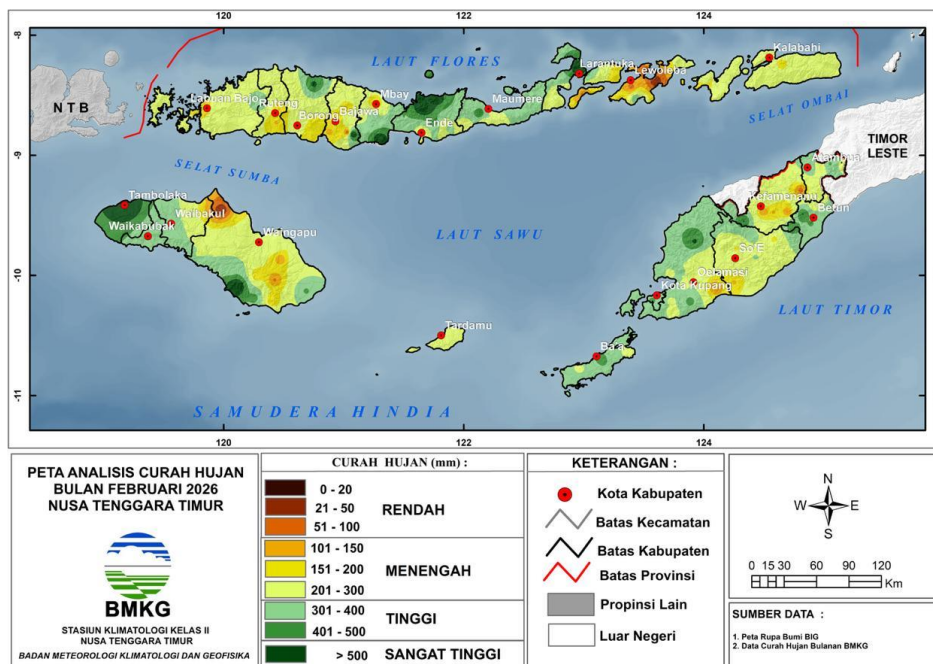 120
122
124
-8
-9
-10
-11
LAUT FLORES
Kalabahi
Larantuka
Lewoleba
NTB
Labuan Bajo
Ruteng
Borong
Bajawa
Mbay
Ende
Maumere
SELAT OMBAI
SELAT SUMBA
TIMOR
LESTE
Atambua
Kefamenanu
Betun
Tambolaka
Waibakul
Waikabubak
Waingapu
LAUT SAWU
SoE
Oelamasi
Kota Kupang
LAUT TIMOR
Tardamu
Ba'a
SAMUDERA HINDIA
120
122
124
PETA ANALISIS CURAH HUJAN
BULAN FEBRUARI 2026
NUSA TENGGARA TIMUR
BMKG
STASIUN KLIMATOLOGI KELAS II
NUSA TENGGARA TIMUR
BADAN METEOROLOGI KLIMATOLOGI DAN GEOFISIKA
CURAH HUJAN (mm) :
0 - 20
21 - 50
51 - 100
RENDAH
101 - 150
151 - 200
201 - 300
MENENGAH
301 - 400
401 - 500
TINGGI
> 500
SANGAT TINGGI
KETERANGAN :
Kota Kabupaten
Batas Kecamatan
Batas Kabupaten
Batas Provinsi
Propinsi Lain
Luar Negeri
N
W
E
S
0 15 30 60 90 120
Km
SUMBER DATA :
1. Peta Rupa Bumi BIG
2. Data Curah Hujan Bulanan BMKG